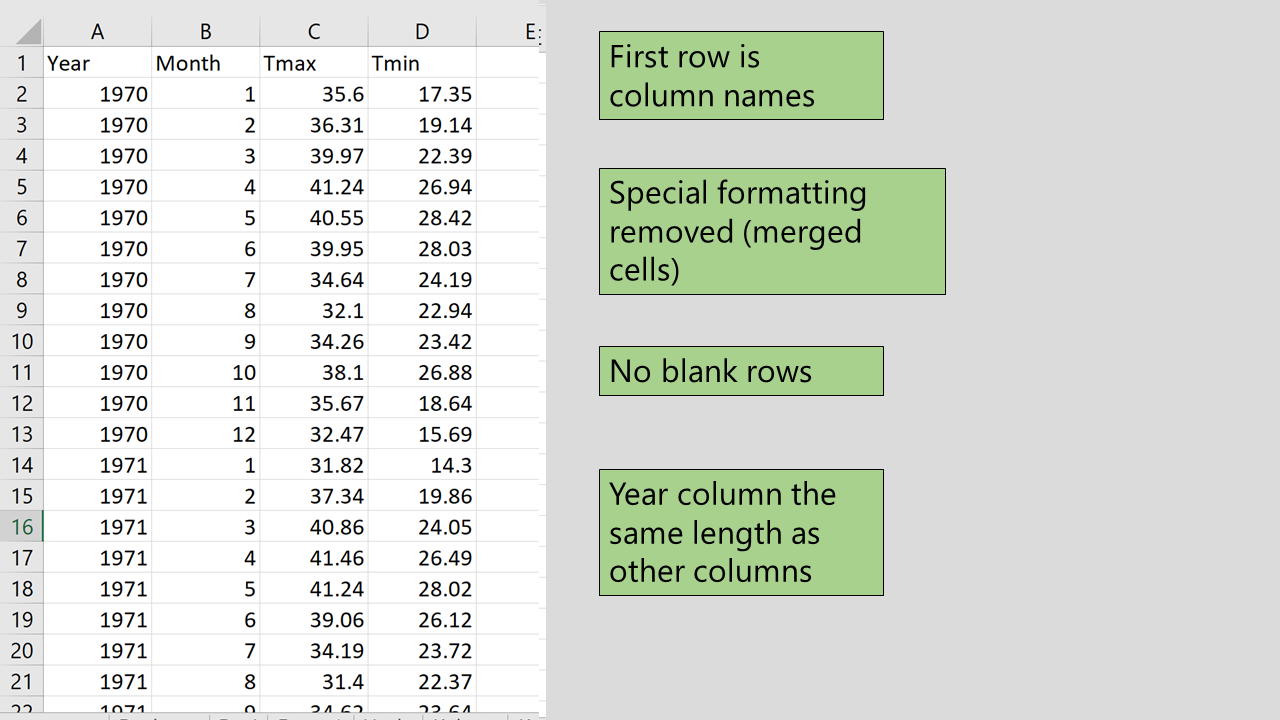 A B C D E
1 Year Month Tmax Tmin
2 1970 1 35.6 17.35
3 1970 2 36.31 19.14
4 1970 3 39.97 22.39
5 1970 4 41.24 26.94
6 1970 5 40.55 28.42
7 1970 6 39.95 28.03
8 1970 7 34.64 24.19
9 1970 8 32.1 22.94
10 1970 9 34.26 23.42
11 1970 10 38.1 26.88
12 1970 11 35.67 18.64
13 1970 12 32.47 15.69
14 1971 1 31.82 14.3
15 1971 2 37.34 19.86
16 1971 3 40.86 24.05
17 1971 4 41.46 26.49
18 1971 5 41.24 28.02
19 1971 6 39.06 26.12
20 1971 7 34.19 23.72
21 1971 8 31.4 22.37
22 1971 9 34.62 23.64
First row is
column names
Special formatting
removed (merged
cells)
No blank rows
Year column the
same length as
other columns